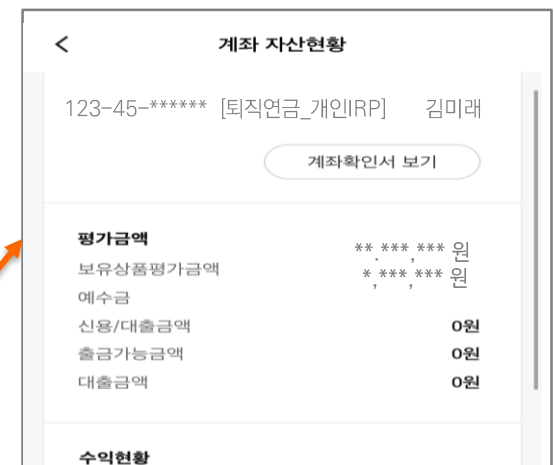 계좌 자산현황
123-45-****** [퇴직연금_개인IRP] 김미래
계좌확인서 보기
평가금액 **.***,*** 원
보유상품평가금액 *,***,*** 원
예수금
신용/대출금액 0원
출금가능금액 0원
대출금액 0원
수익현황